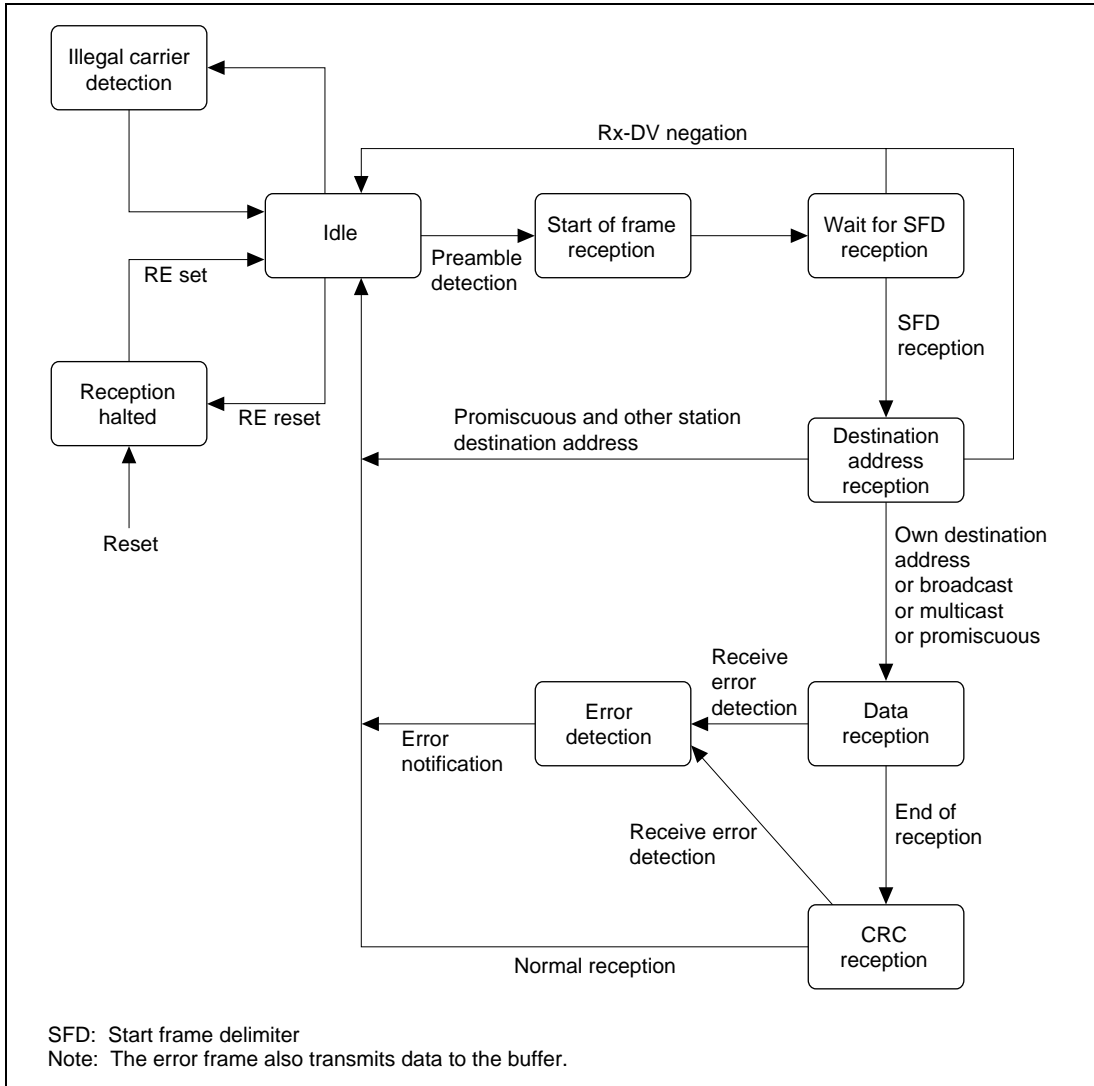 Illegal carrier
detection
Rx-DV negation
Idle
Start of frame
reception
Wait for SFD
reception
Preamble
detection
RE set
SFD
reception
Reception
halted
RE reset
Promiscuous and other station
destination address
Destination
address
reception
Reset
Own destination
address
or broadcast
or multicast
or promiscuous
Receive
error
detection
Error
detection
Data
reception
Error
notification
End of
reception
Receive error
detection
CRC
reception
Normal reception
SFD: Start frame delimiter
Note: The error frame also transmits data to the buffer.